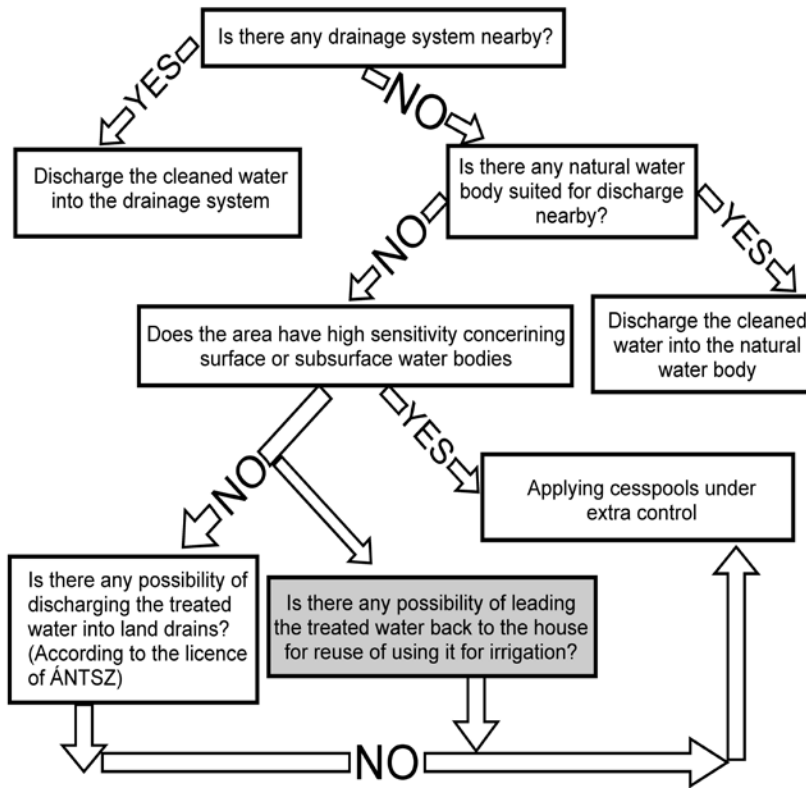 Is there any drainage system nearby?
YES
NO
Discharge the cleaned water
into the drainage system
Is there any natural water
body suited for discharge
nearby?
NO
YES
Does the area have high sensitivity concerining
surface or subsurface water bodies
Discharge the cleaned
water into the natural
water body
NO
YES
Applying cesspools under
extra control
Is there any possibility of
discharging the treated
water into land drains?
(According to the licence
of ÁNTSZ)
Is there any possibility of leading
the treated water back to the house
for reuse of using it for irrigation?
NO